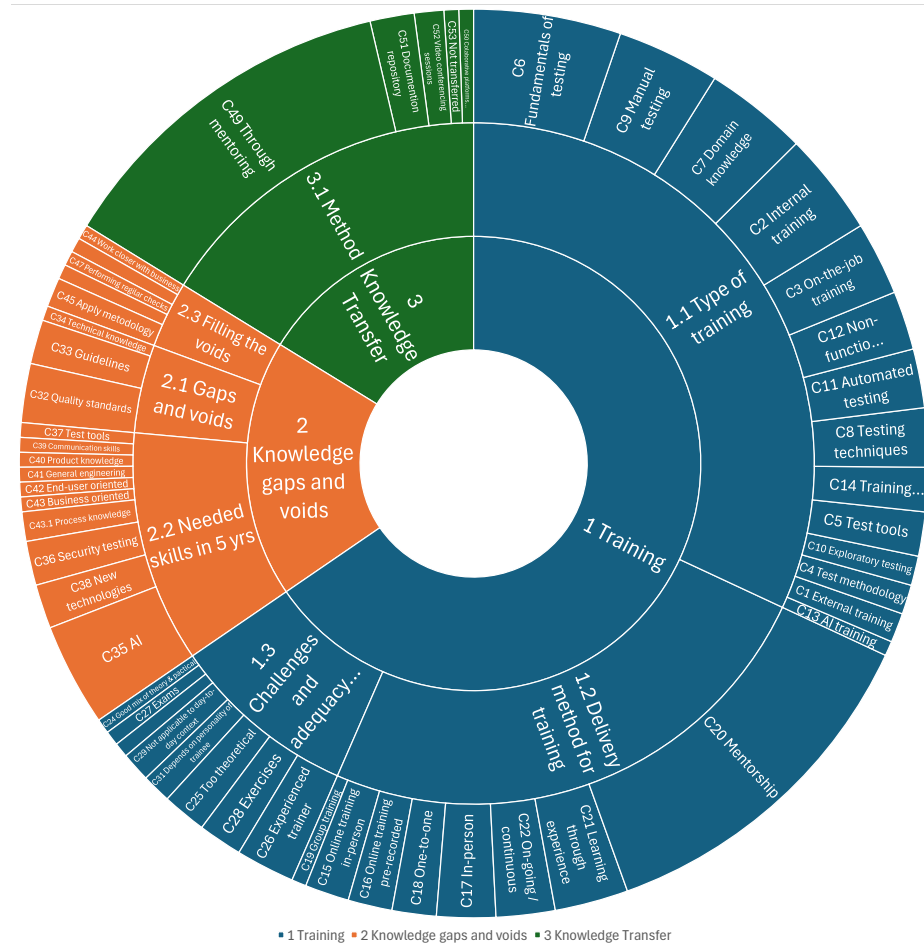 C6
Fundamentals of
testing
C9 Manual
testing
C7 Domain
knowledge
C2 Internal
training
C3 On-the-job
training
C12 Non-
functio...
C11 Automated
testing
C8 Testing
techniques
C14 Training...
C5 Test tools
C10 Exploratory testing
C4 Test methodology
C1 External training
C13 AI training
C20 Mentorship
C21 Learning
through
experience
C22 On-going /
continuous
C17 In-person
C18 One-to-one
C16 Online training
pre-recorded
C15 Online training
in-person
C19 Group training
C26 Experienced
trainer
C28 Exercises
C25 Too theoretical
C31 Depends on personality of
trainee
C29 Not applicable to day-to-
day context
C27 Exams
C24 Good mix of theory & pactical
C35 AI
C38 New
technologies
C36 Security testing
C43.1 Process knowledge
C43 Business oriented
C42 End-user oriented
C41 General engineering
C40 Product knowledge
C39 Communication skills
C37 Test tools
C32 Quality standards
C33 Guidelines
C34 Technical knowledge
C45 Apply metodology
C47 Performing reglar checks
C44 Work closer with business
C49 Through
mentoring
C51 Documention
repository
C52 Video conferencing
sessions
C53 Not transferred
C50 Colaborative platforms...
1.1 Type of
training
1.2 Delivery
method for
training
1.3
Challenges
and
adequacy...
2.2 Needed
skills in 5 yrs
2.1 Gaps
and voids
2.3 Filling the
voids
3.1 Method
1 Training
2
Knowledge
gaps and
voids
3
Knowledge
Transfer
1 Training
2 Knowledge gaps and voids
3 Knowledge Transfer